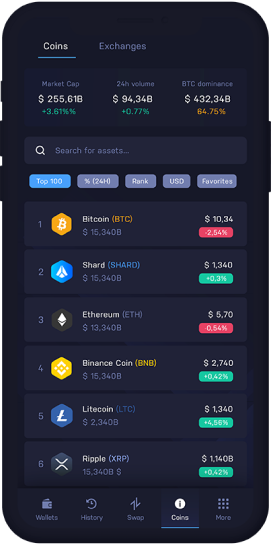 Coins Exchanges
Market Cap 24h volume BTC dominance
$ 255,61B $ 94,34B $ 432,34B
+3.61%% +0.77% 64.75%
Search for assets...
Top 100 % (24H) Rank USD Favorites
1 Bitcoin (BTC) $ 10,34
$ 15,340B -2,54%
2 Shard (SHARD) $ 1,340
$ 15,340B +0,3%
3 Ethereum (ETH) $ 5,70
$ 13,340B -0,54%
4 Binance Coin (BNB) $ 2,740
$ 15,340B +0,42%
5 Litecoin (LTC) $ 1,340
$ 2,340B +4,56%
6 Ripple (XRP) $ 1,140B
15,340B $ +0,42%
Wallets History Swap Coins More